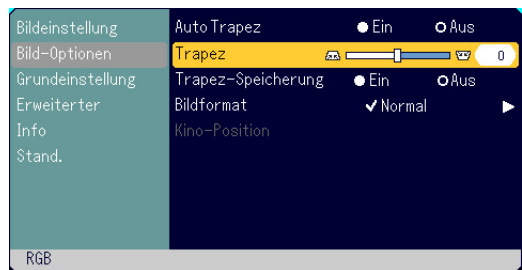 Bildeinstellung
Bild-Optionen
Grundeinstellung
Erweiterter
Info
Stand.
Auto Trapez Ein Aus
Trapez 0
Trapez-Speicherung Ein Aus
Bildformat ✓ Normal
Kino-Position
RGB